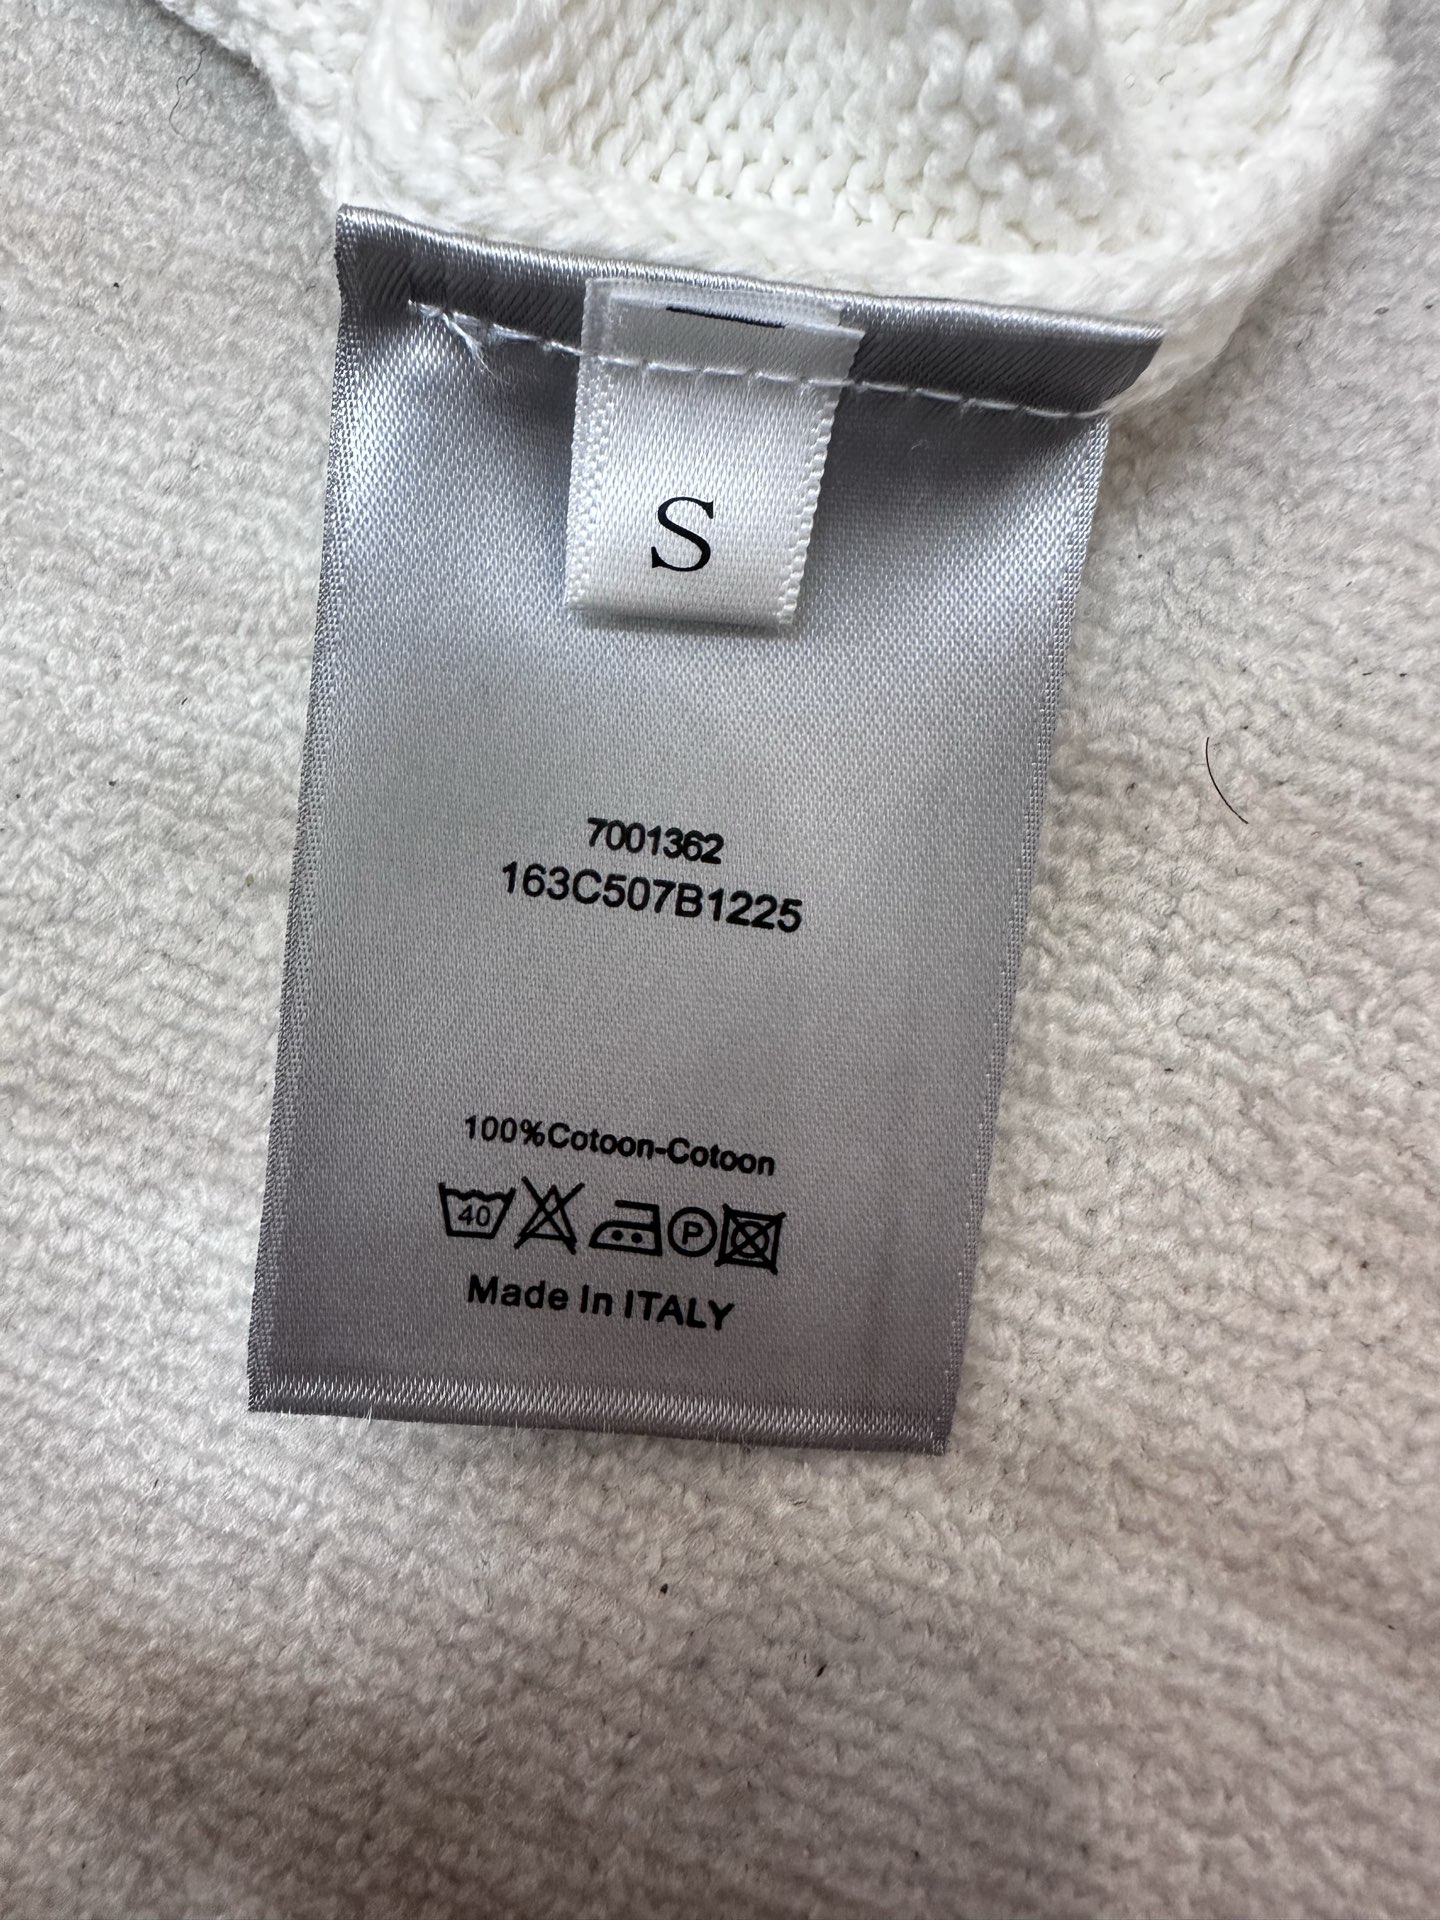 S
7001362
163C507B1225
100%Cotoon-Cotoon
40 P
Made In ITALY